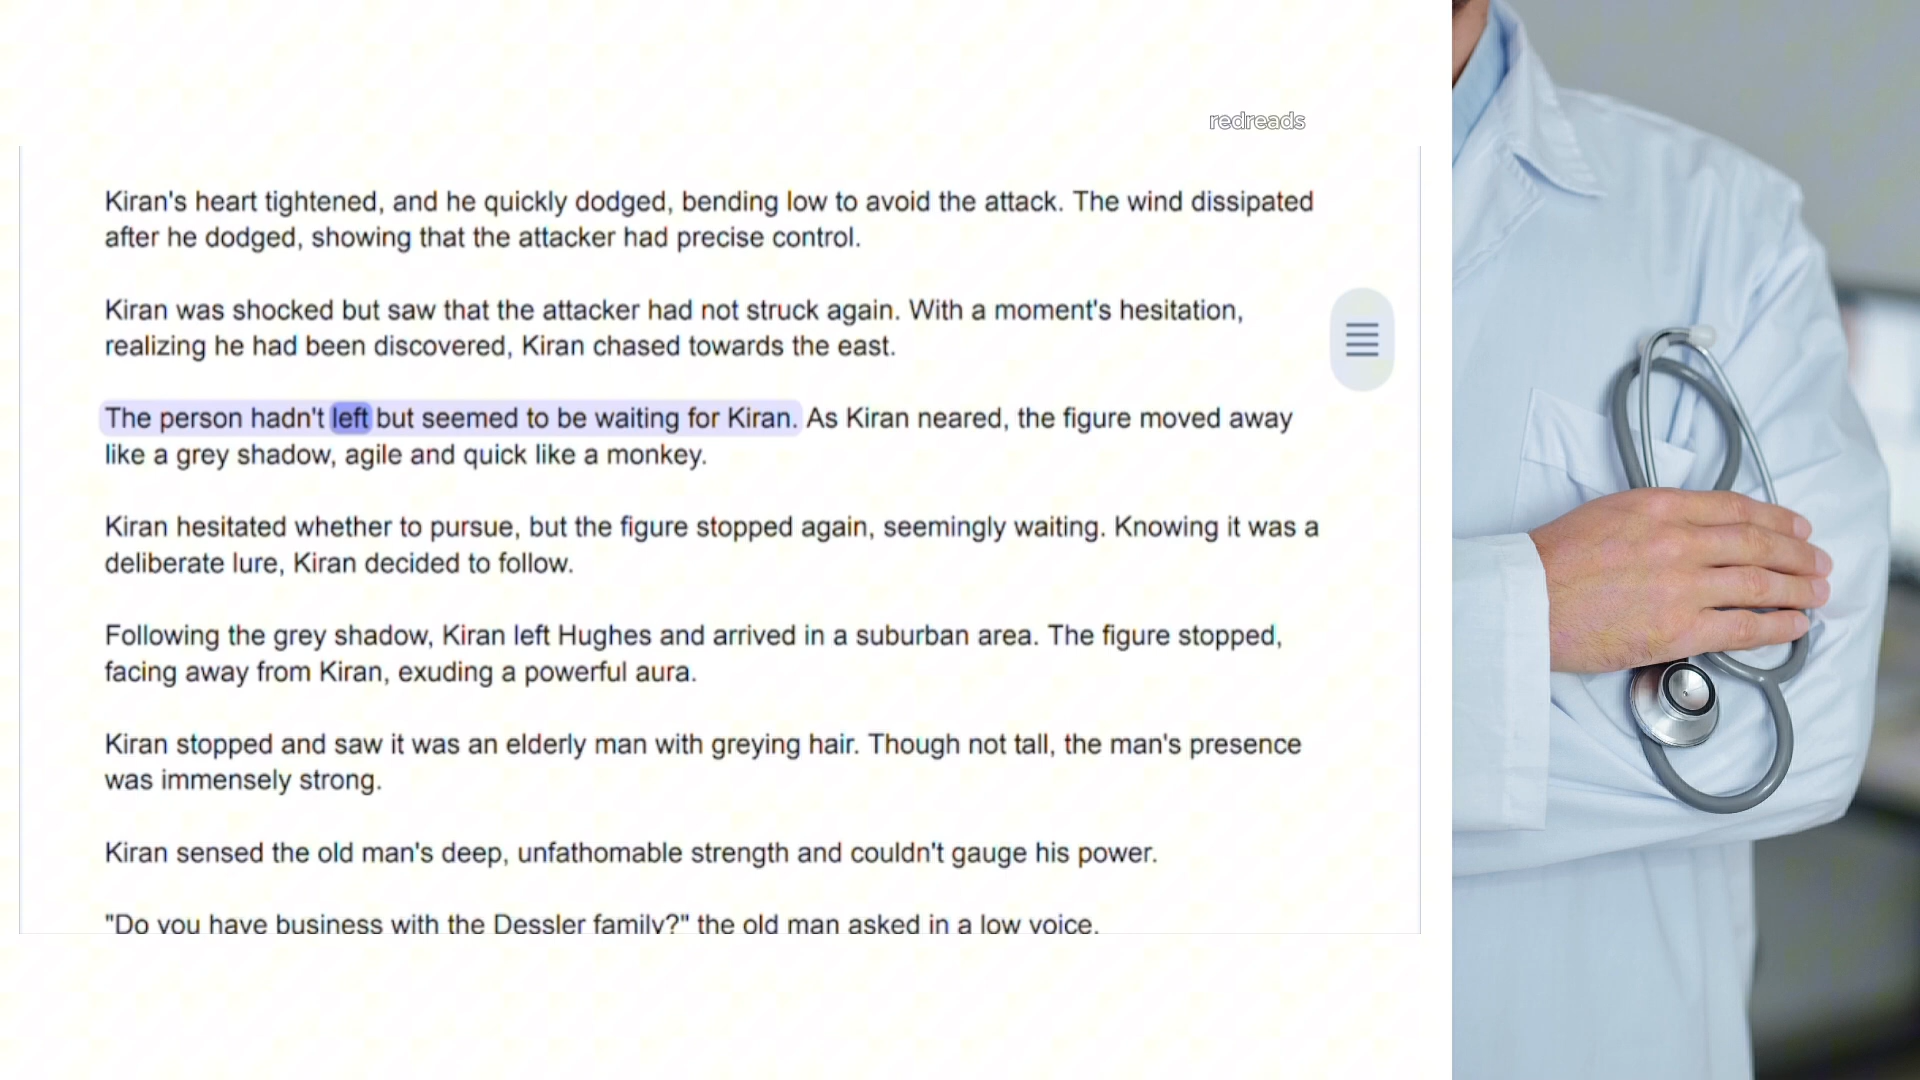 redreads
Kiran's heart tightened, and he quickly dodged, bending low to avoid the attack. The wind dissipated
after he dodged, showing that the attacker had precise control.
Kiran was shocked but saw that the attacker had not struck again. With a moment's hesitation,
realizing he had been discovered, Kiran chased towards the east.
The person hadn't left but seemed to be waiting for Kiran. As Kiran neared, the figure moved away
like a grey shadow, agile and quick like a monkey.
Kiran hesitated whether to pursue, but the figure stopped again, seemingly waiting. Knowing it was a
deliberate lure, Kiran decided to follow.
Following the grey shadow, Kiran left Hughes and arrived in a suburban area. The figure stopped,
facing away from Kiran, exuding a powerful aura.
Kiran stopped and saw it was an elderly man with greying hair. Though not tall, the man's presence
was immensely strong.
Kiran sensed the old man's deep, unfathomable strength and couldn't gauge his power.
"Do you have business with the Dessler family?" the old man asked in a low voice.